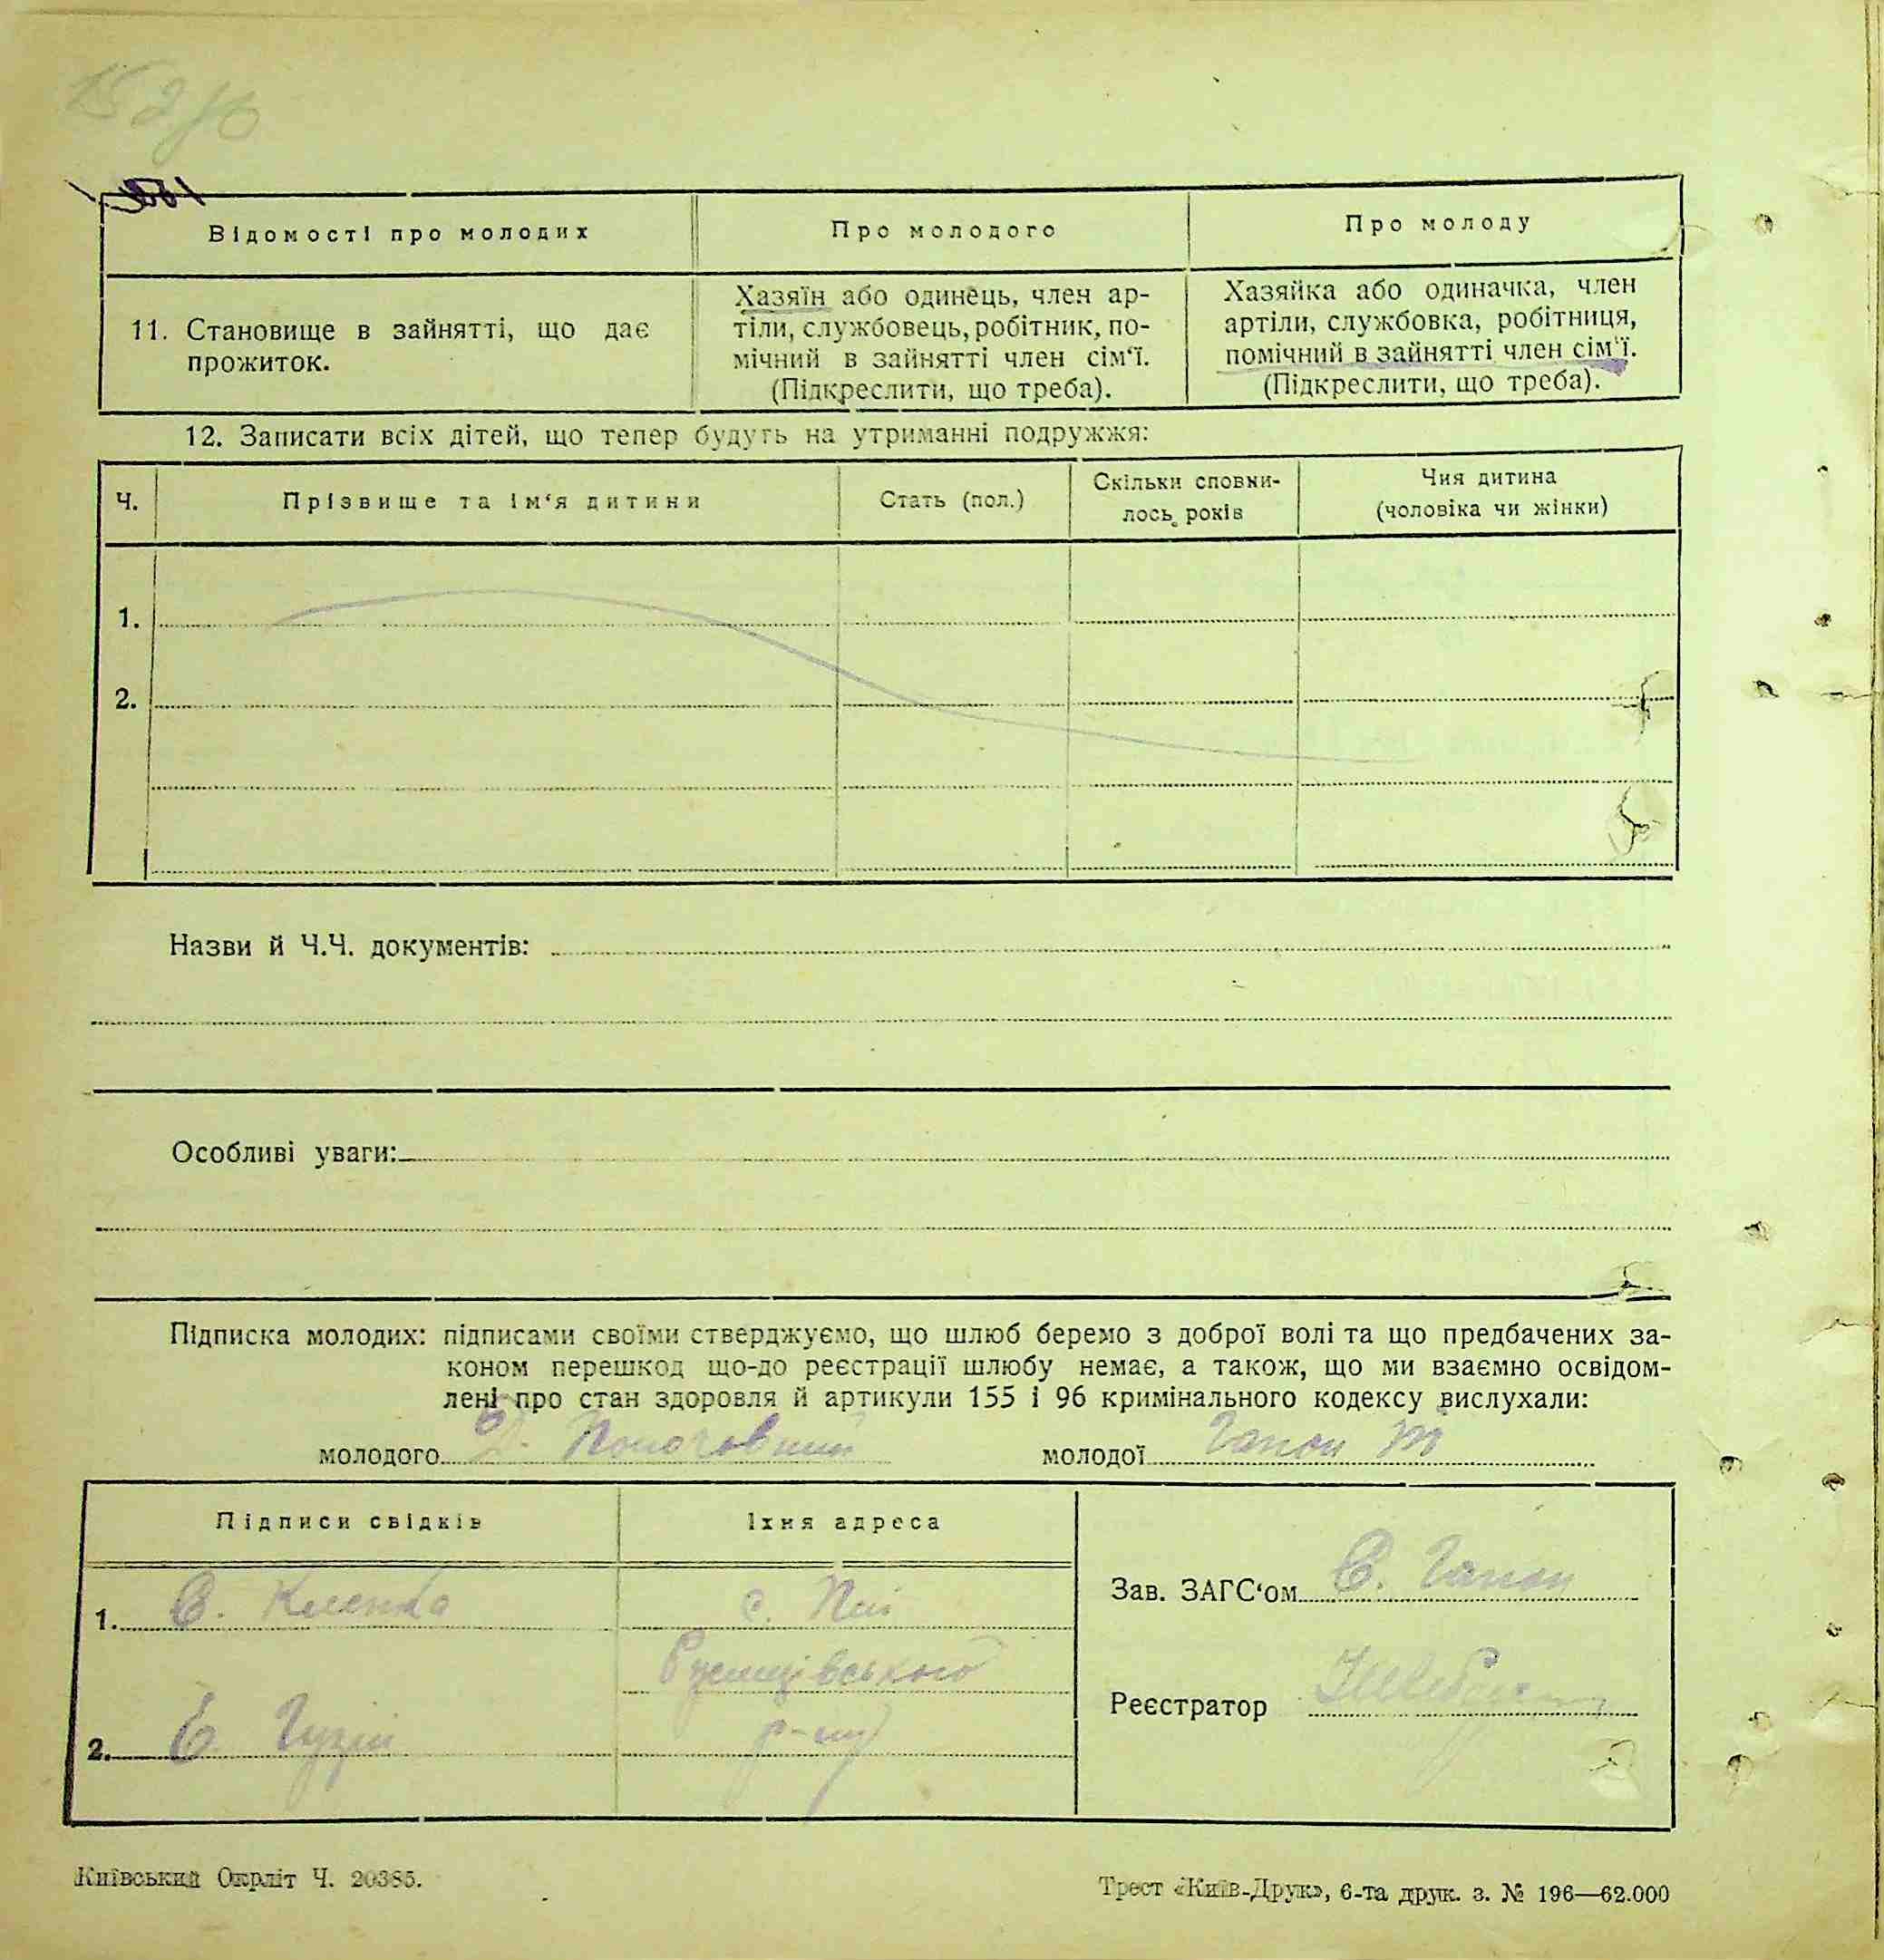 Відомості про молодих
Про молодого
Про молоду
11. Становище в зайнятті, що дає
прожиток.
Хазяїн або одинець, член ар-
тіли, службовець, робітник, по-
мічний в зайнятті член сім'ї.
(Підкреслити, що треба).
Хазяйка або одиначка, член
артіли, службовка, робітниця,
помічний в зайнятті член сім'ї.
(Підкреслити, що треба).
12. Записати всіх дітей, що тепер будуть на утриманні подружжя:
Ч.
Прізвище та ім'я дитини
Стать (пол.)
Скільки сповни-
лось років
Чия дитина
(чоловіка чи жінки)
1.
2.
Назви й Ч.Ч. документів:
Особливі уваги:
Підписка молодих: підписами своїми стверджуємо, що шлюб беремо з доброї волі та що предбачених за-
коном перешкод що-до реєстрації шлюбу немає, а також, що ми взаємно освідом-
лені про стан здоровля й артикули 155 і 96 кримінального кодексу вислухали:
молодого
молодої Гапон
Підписи свідків
Їхня адреса
1.
с. Пії
2.
р-ну
Зав. ЗАГС'ом С. Гапон
Реєстратор
Київський Окрліт Ч. 20385.
Трест «Київ-Друк», 6-та друк. з. № 196—62.000